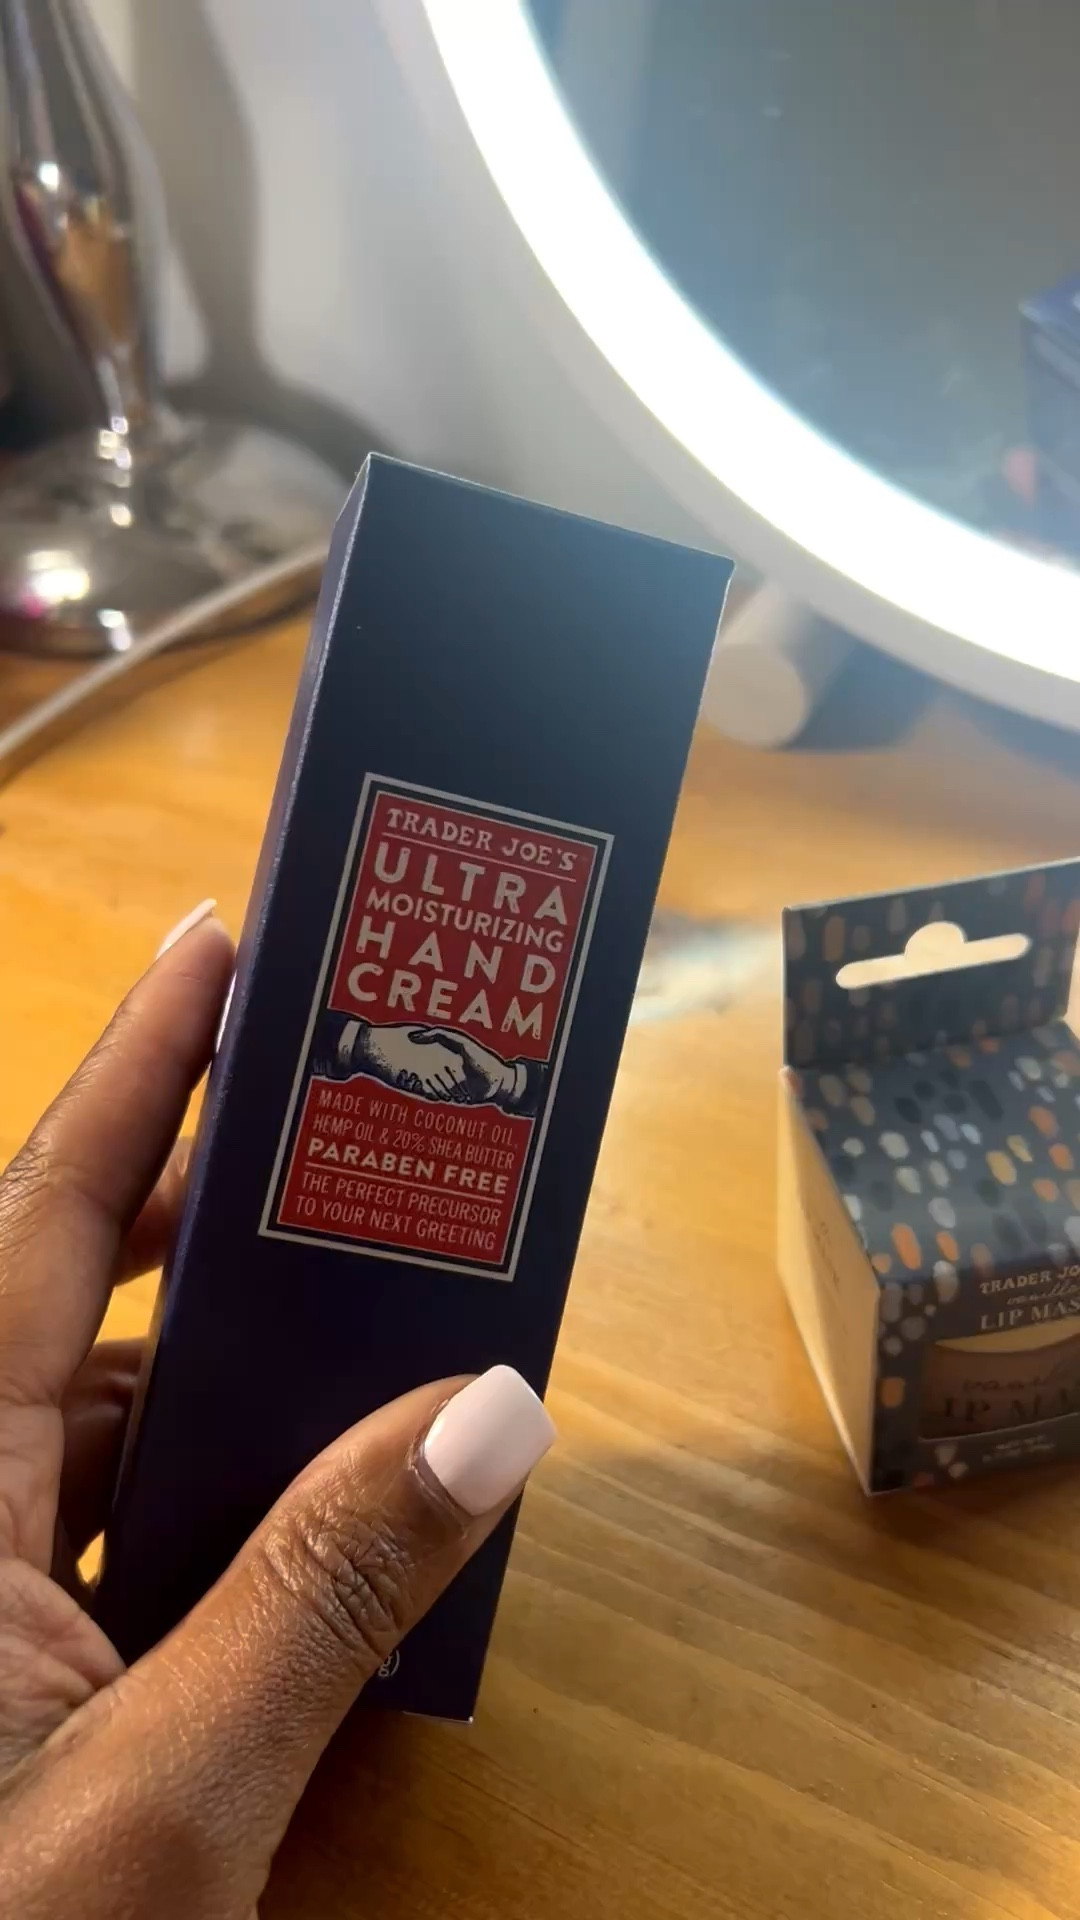 TRADER JOE'S
ULTRA
MOISTURIZING
HAND
CREAM
MADE WITH COCONUT OIL,
HEMP OIL & 20% SHEA BUTTER
PARABEN FREE
THE PERFECT PRECURSOR
TO YOUR NEXT GREETING
g)
TRADER JO
vanilla
LIP MAS